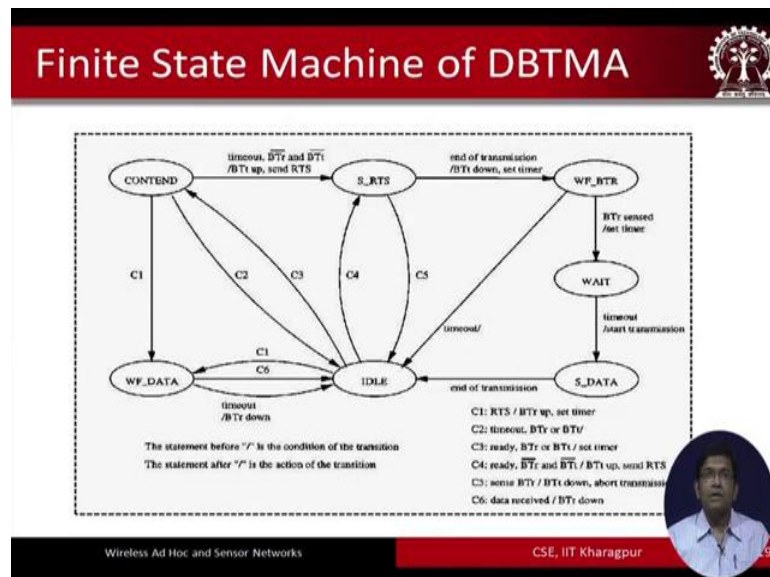 Finite State Machine of DBTMA
timeout, B̅T̅r̅ and B̅T̅t̅
/BTt up, send RTS
end of transmission
/BTt down, set timer
CONTEND
S_RTS
WF_BTR
BTr sensed
/set timer
C1
C2
C3
C4
C5
WAIT
timeout/
timeout
/start transmission
C1
C6
WF_DATA
IDLE
S_DATA
end of transmission
timeout
/BTr down
C1: RTS / BTr up, set timer
C2: timeout, BTr or BTt/
C3: ready, BTr or BTt / set timer
C4: ready, B̅T̅r̅ and B̅T̅t̅ / BTt up, send RTS
C5: sense BTr / BTt down, abort transmissio
C6: data received / BTr down
The statement before "/" is the condition of the transition
The statement after "/" is the action of the transition
Wireless Ad Hoc and Sensor Networks
CSE, IIT Kharagpur